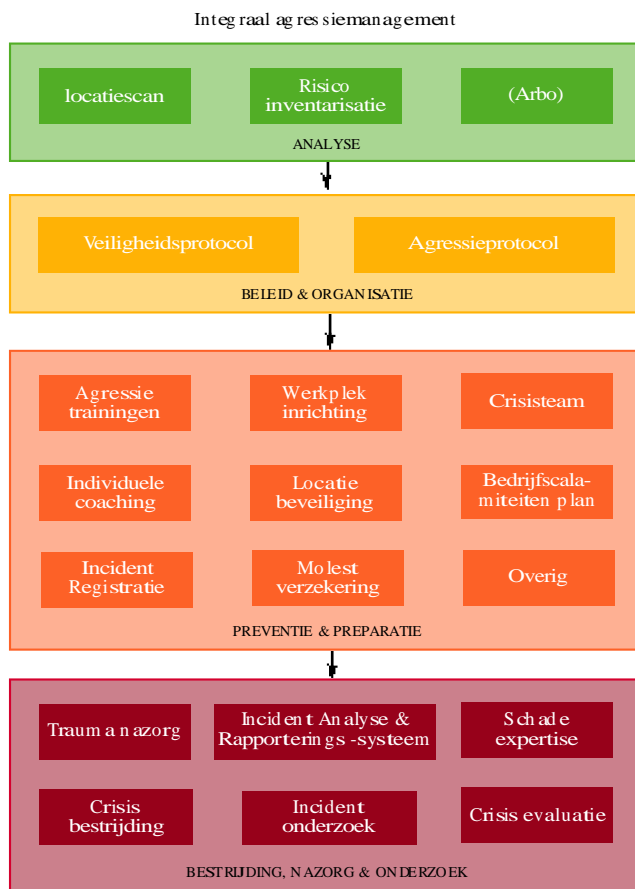 Integraal agressiemanagement
locatiescan
Risico
inventarisatie
(Arbo)
ANALYSE
Veiligheidsprotocol
Agressieprotocol
BELEID & ORGANISATIE
Agressie
trainingen
Werkplek
inrichting
Crisisteam
Individuele
coaching
Locatie
beveiliging
Bedrijfscala-
miteiten plan
Incident
Registratie
Molest
verzekering
Overig
PREVENTIE & PREPARATIE
Trauma nazorg
Incident Analyse &
Rapporterings -systeem
Schade
expertise
Crisis
bestrijding
Incident
onderzoek
Crisis evaluatie
BESTRIJDING, NAZORG & ONDERZOEK